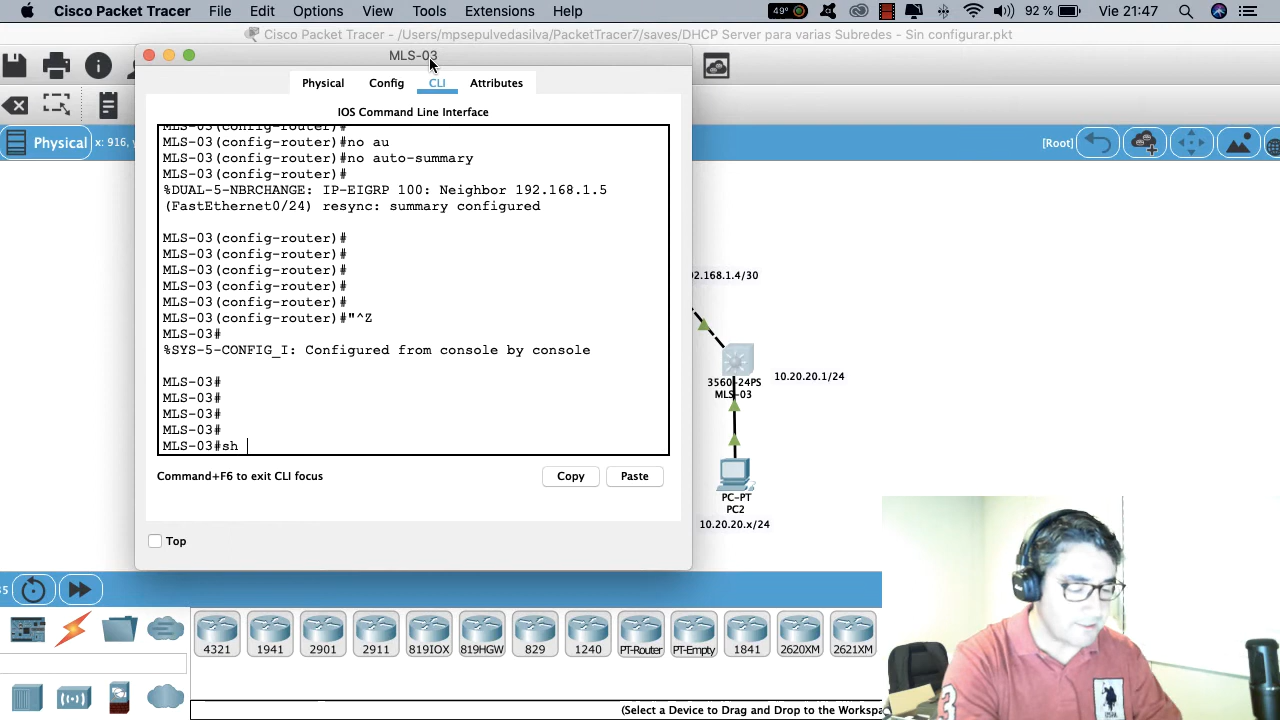 Cisco Packet Tracer File Edit Options View Tools Extensions Help 49° 92 % Vie 21:47
Cisco Packet Tracer - /Users/mpsepulvedasilva/PacketTracer7/saves/DHCP Server para varias Subredes - Sin configurar.pkt
MLS-03
Physical Config CLI Attributes
IOS Command Line Interface
MLS-03(config-router)#
MLS-03(config-router)#no au
MLS-03(config-router)#no auto-summary
MLS-03(config-router)#
%DUAL-5-NBRCHANGE: IP-EIGRP 100: Neighbor 192.168.1.5
(FastEthernet0/24) resync: summary configured
MLS-03(config-router)#
MLS-03(config-router)#
MLS-03(config-router)#
MLS-03(config-router)#
MLS-03(config-router)#
MLS-03(config-router)#"^Z
MLS-03#
%SYS-5-CONFIG_I: Configured from console by console
MLS-03#
MLS-03#
MLS-03#
MLS-03#
MLS-03#sh
Command+F6 to exit CLI focus
Copy Paste
Top
Physical x: 916, y
[Root]
2.168.1.4/30
3560-24PS
MLS-03
10.20.20.1/24
PC-PT
PC2
10.20.20.x/24
4321 1941 2901 2911 819IOX 819HGW 829 1240 PT-Router PT-Empty 1841 2620XM 2621XM
(Select a Device to Drag and Drop to the Workspa